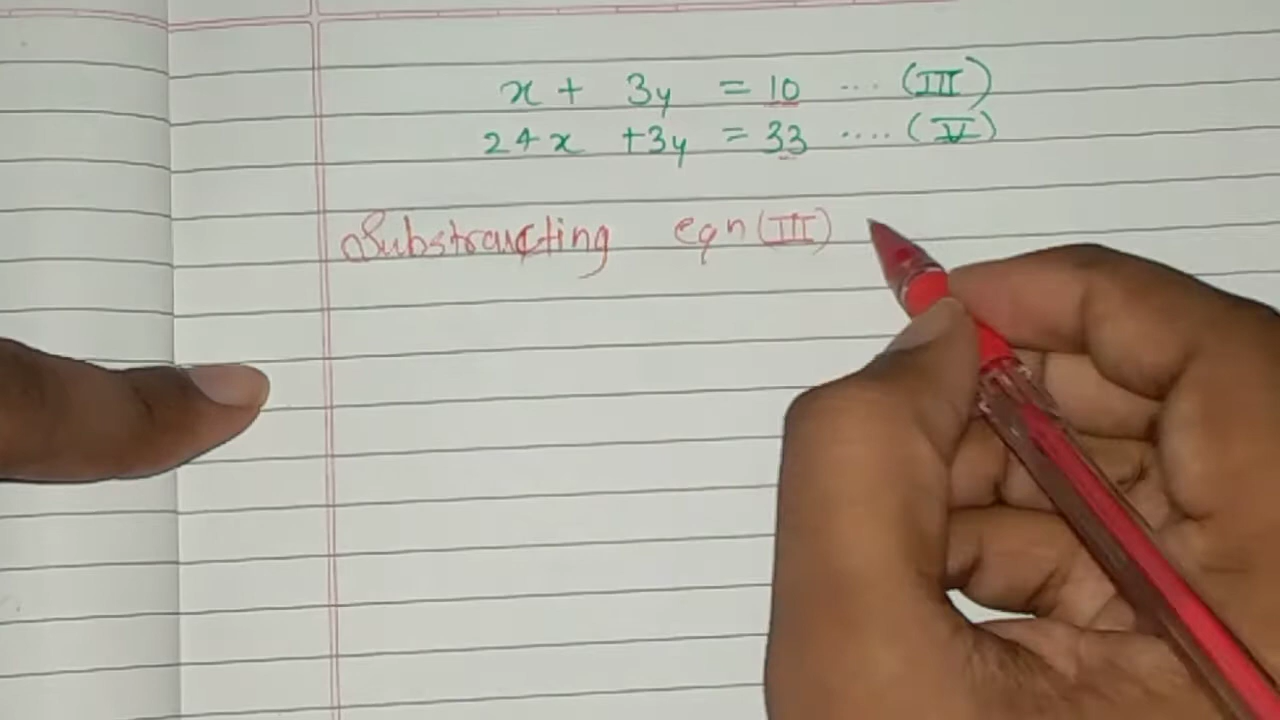 x + 3y = 10 ... (III)
24x +3y = 33 .... (V)
Substracting eqn (III)